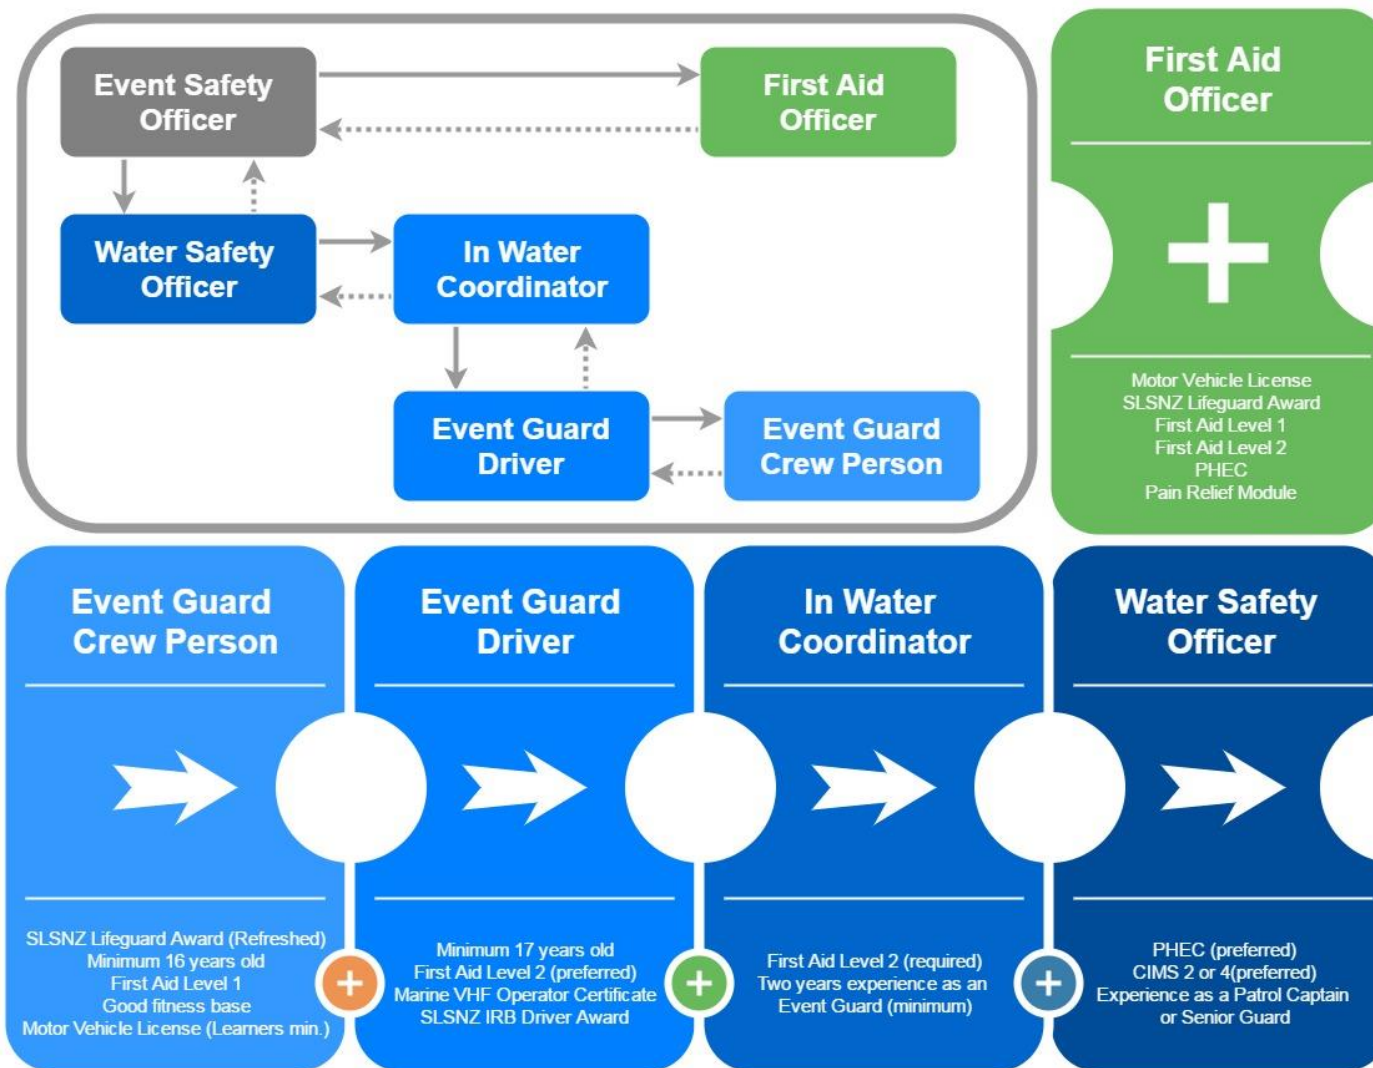 Event Safety
Officer
First Aid
Officer
Water Safety
Officer
In Water
Coordinator
Event Guard
Driver
Event Guard
Crew Person
First Aid
Officer
Motor Vehicle License
SLSNZ Lifeguard Award
First Aid Level 1
First Aid Level 2
PHEC
Pain Relief Module
Event Guard
Crew Person
SLSNZ Lifeguard Award (Refreshed)
Minimum 16 years old
First Aid Level 1
Good fitness base
Motor Vehicle License (Learners min.)
Event Guard
Driver
Minimum 17 years old
First Aid Level 2 (preferred)
Marine VHF Operator Certificate
SLSNZ IRB Driver Award
In Water
Coordinator
First Aid Level 2 (required)
Two years experience as an
Event Guard (minimum)
Water Safety
Officer
PHEC (preferred)
CIMS 2 or 4(preferred)
Experience as a Patrol Captain
or Senior Guard